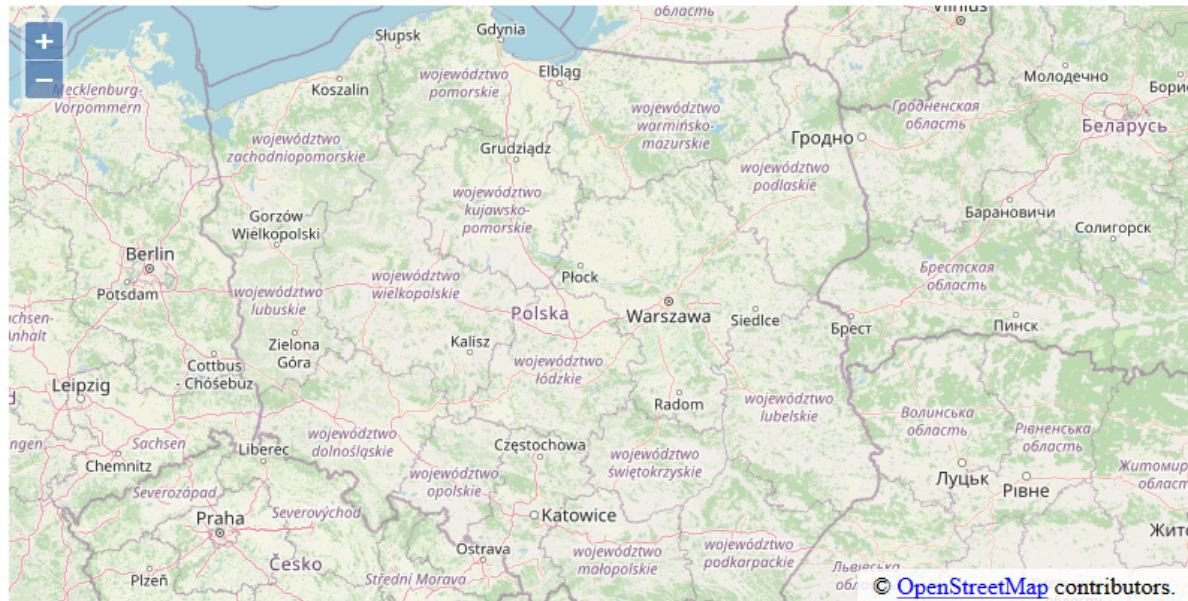 область
Vilnius
Gdynia
Słupsk
+
−
Elbląg
Молодечно
województwo
pomorskie
Mecklenburg-
Vorpommern
Koszalin
województwo
warmińsko-
mazurskie
Гродненская
область
Беларусь
Гродно
województwo
zachodniopomorskie
Grudziądz
województwo
podlaskie
województwo
kujawsko-
pomorskie
Gorzów
Wielkopolski
Барановичи
Солигорск
Berlin
Płock
Брестская
область
Potsdam
województwo
lubuskie
województwo
wielkopolskie
Polska
Warszawa
Siedlce
Брест
Пинск
Anhalt
Zielona
Góra
Kalisz
województwo
łódzkie
Cottbus
- Chóśebuz
Leipzig
Radom
województwo
lubelskie
Волинська
область
Рівненська
область
Sachsen
Liberec
województwo
dolnośląskie
Częstochowa
Chemnitz
województwo
opolskie
województwo
świętokrzyskie
Луцьк
Рівне
Severozápad
Severovýchod
Praha
Katowice
Česko
Ostrava
województwo
małopolskie
województwo
podkarpackie
Plzeň
Střední Morava
Львівська
© OpenStreetMap contributors.